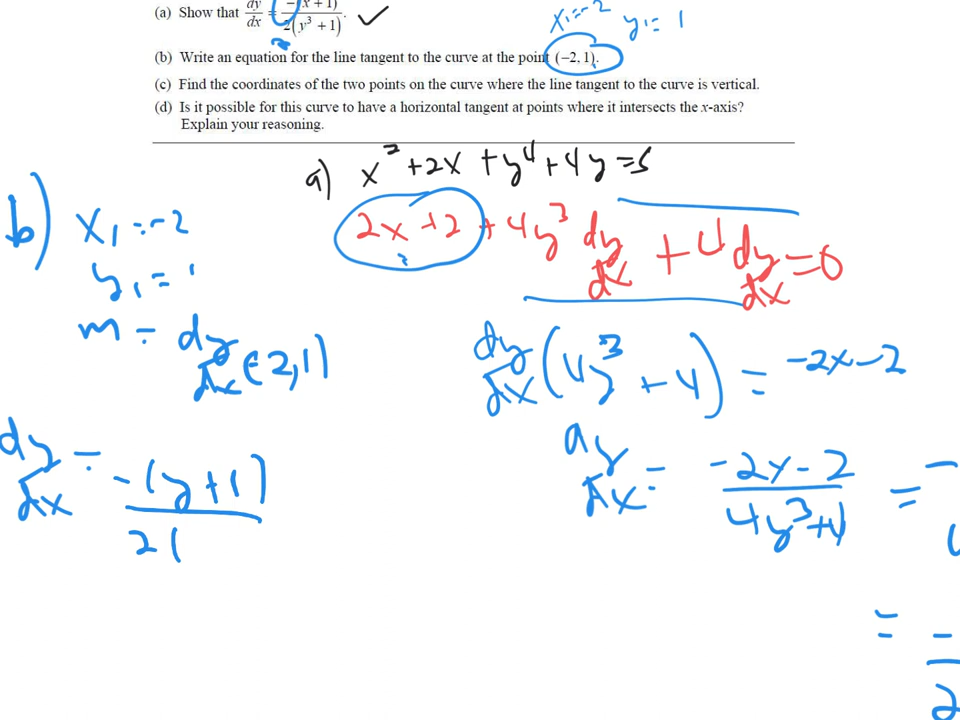 (a) Show that dy/dx = -(x + 1)/2(y³ + 1). ✓
x₁=-2 y₁= 1
(b) Write an equation for the line tangent to the curve at the point (−2, 1).
(c) Find the coordinates of the two points on the curve where the line tangent to the curve is vertical.
(d) Is it possible for this curve to have a horizontal tangent at points where it intersects the x-axis?
Explain your reasoning.
a) x² +2x +y⁴ +4y =5
2x +2 +4y³ dy/dx + 4 dy/dx =0
b)
x₁ = -2
y₁ = 1
m = dy/dx (-2,1)
dy/dx (4y³ + 4) = -2x -2
dy/dx = -(y+1)/2(
dy/dx = -2x - 2/4y³+4 = -
= -/2